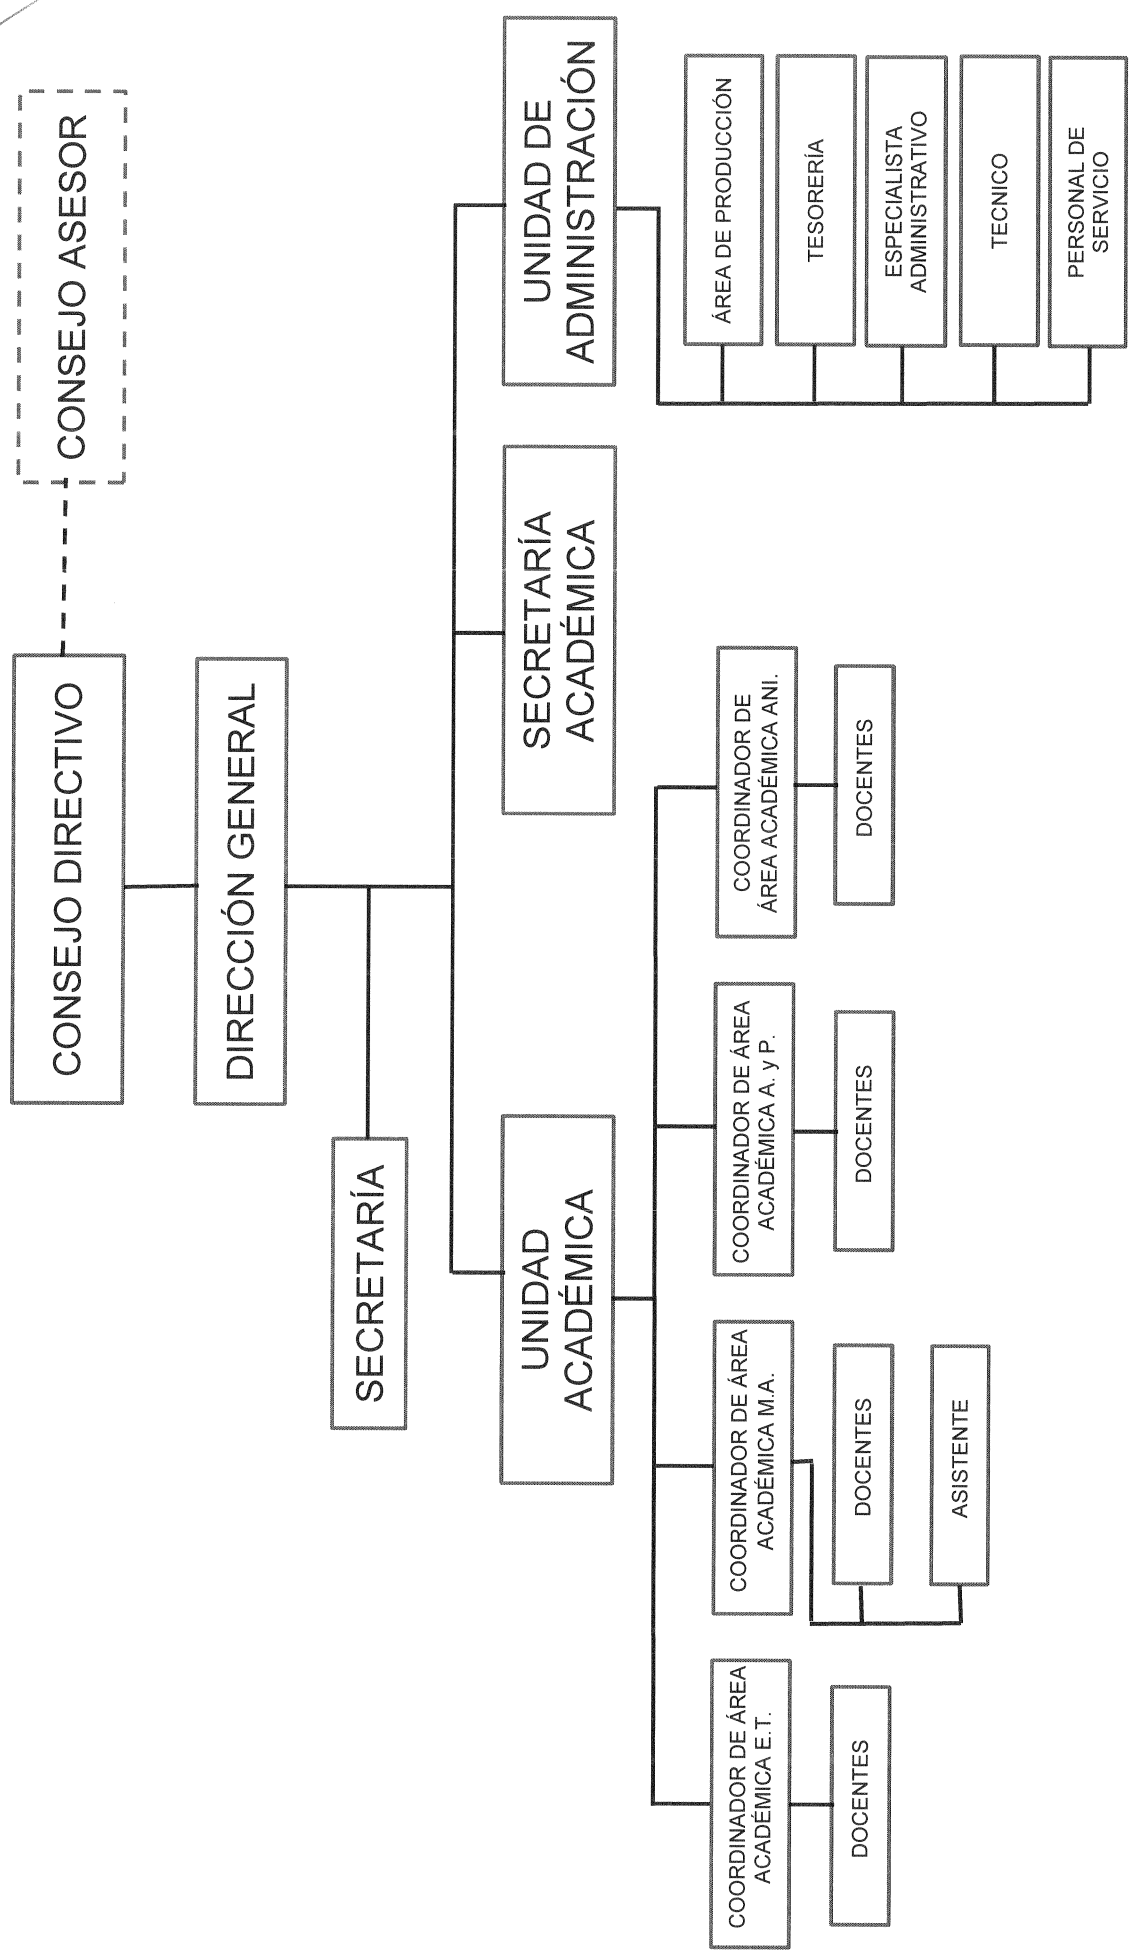 CONSEJO DIRECTIVO
CONSEJO ASESOR
DIRECCIÓN GENERAL
SECRETARÍA
UNIDAD
ACADÉMICA
SECRETARÍA
ACADÉMICA
UNIDAD DE
ADMINISTRACIÓN
COORDINADOR DE ÁREA
ACADÉMICA E.T.
DOCENTES
COORDINADOR DE ÁREA
ACADÉMICA M.A.
DOCENTES
ASISTENTE
COORDINADOR DE ÁREA
ACADÉMICA A. y P.
DOCENTES
COORDINADOR DE
ÁREA ACADÉMICA ANI.
DOCENTES
ÁREA DE PRODUCCIÓN
TESORERÍA
ESPECIALISTA
ADMINISTRATIVO
TECNICO
PERSONAL DE
SERVICIO